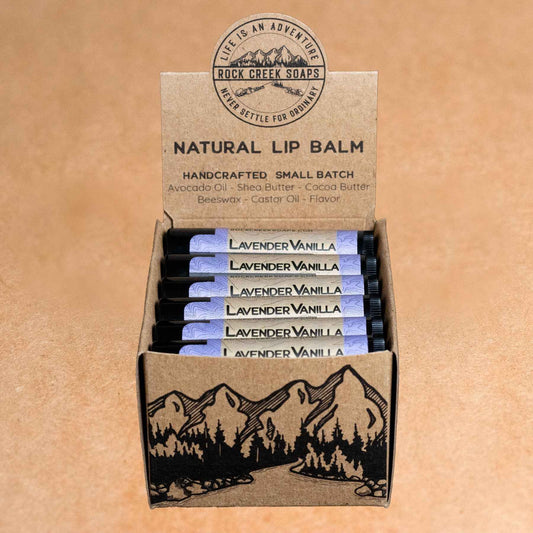 LIFE IS AN ADVENTURE
ROCK CREEK SOAPS
NEVER SETTLE FOR ORDINARY
NATURAL LIP BALM
HANDCRAFTED SMALL BATCH
Avocado Oil - Shea Butter - Cocoa Butter
Beeswax - Castor Oil - Flavor
LAVENDER VANILLA
LAVENDER VANILLA
LAVENDER VANILLA
LAVENDER VANILLA
LAVENDER VANILLA
LAVENDER VANILLA